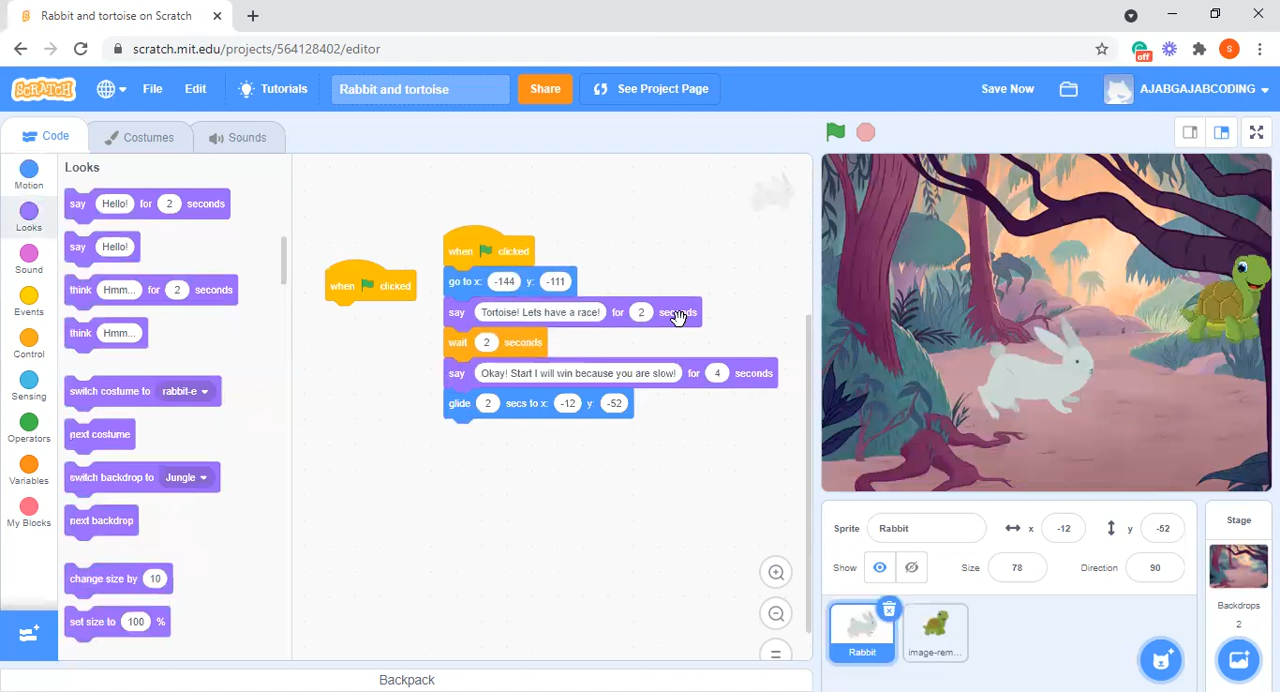 Rabbit and tortoise on Scratch
scratch.mit.edu/projects/564128402/editor
off
S
SCRATCH
File
Edit
Tutorials
Rabbit and tortoise
Share
See Project Page
Save Now
AJABGAJABCODING
Code
Costumes
Sounds
Motion
Looks
Sound
Events
Control
Sensing
Operators
Variables
My Blocks
Looks
say Hello! for 2 seconds
say Hello!
think Hmm... for 2 seconds
think Hmm...
switch costume to rabbit-e
next costume
switch backdrop to Jungle
next backdrop
change size by 10
set size to 100 %
when clicked
when clicked
go to x: -144 y: -111
say Tortoise! Lets have a race! for 2 seconds
wait 2 seconds
say Okay! Start I will win because you are slow! for 4 seconds
glide 2 secs to x: -12 y: -52
Sprite Rabbit x -12 y -52
Show Size 78 Direction 90
Rabbit
image-rem...
Stage
Backdrops
2
Backpack